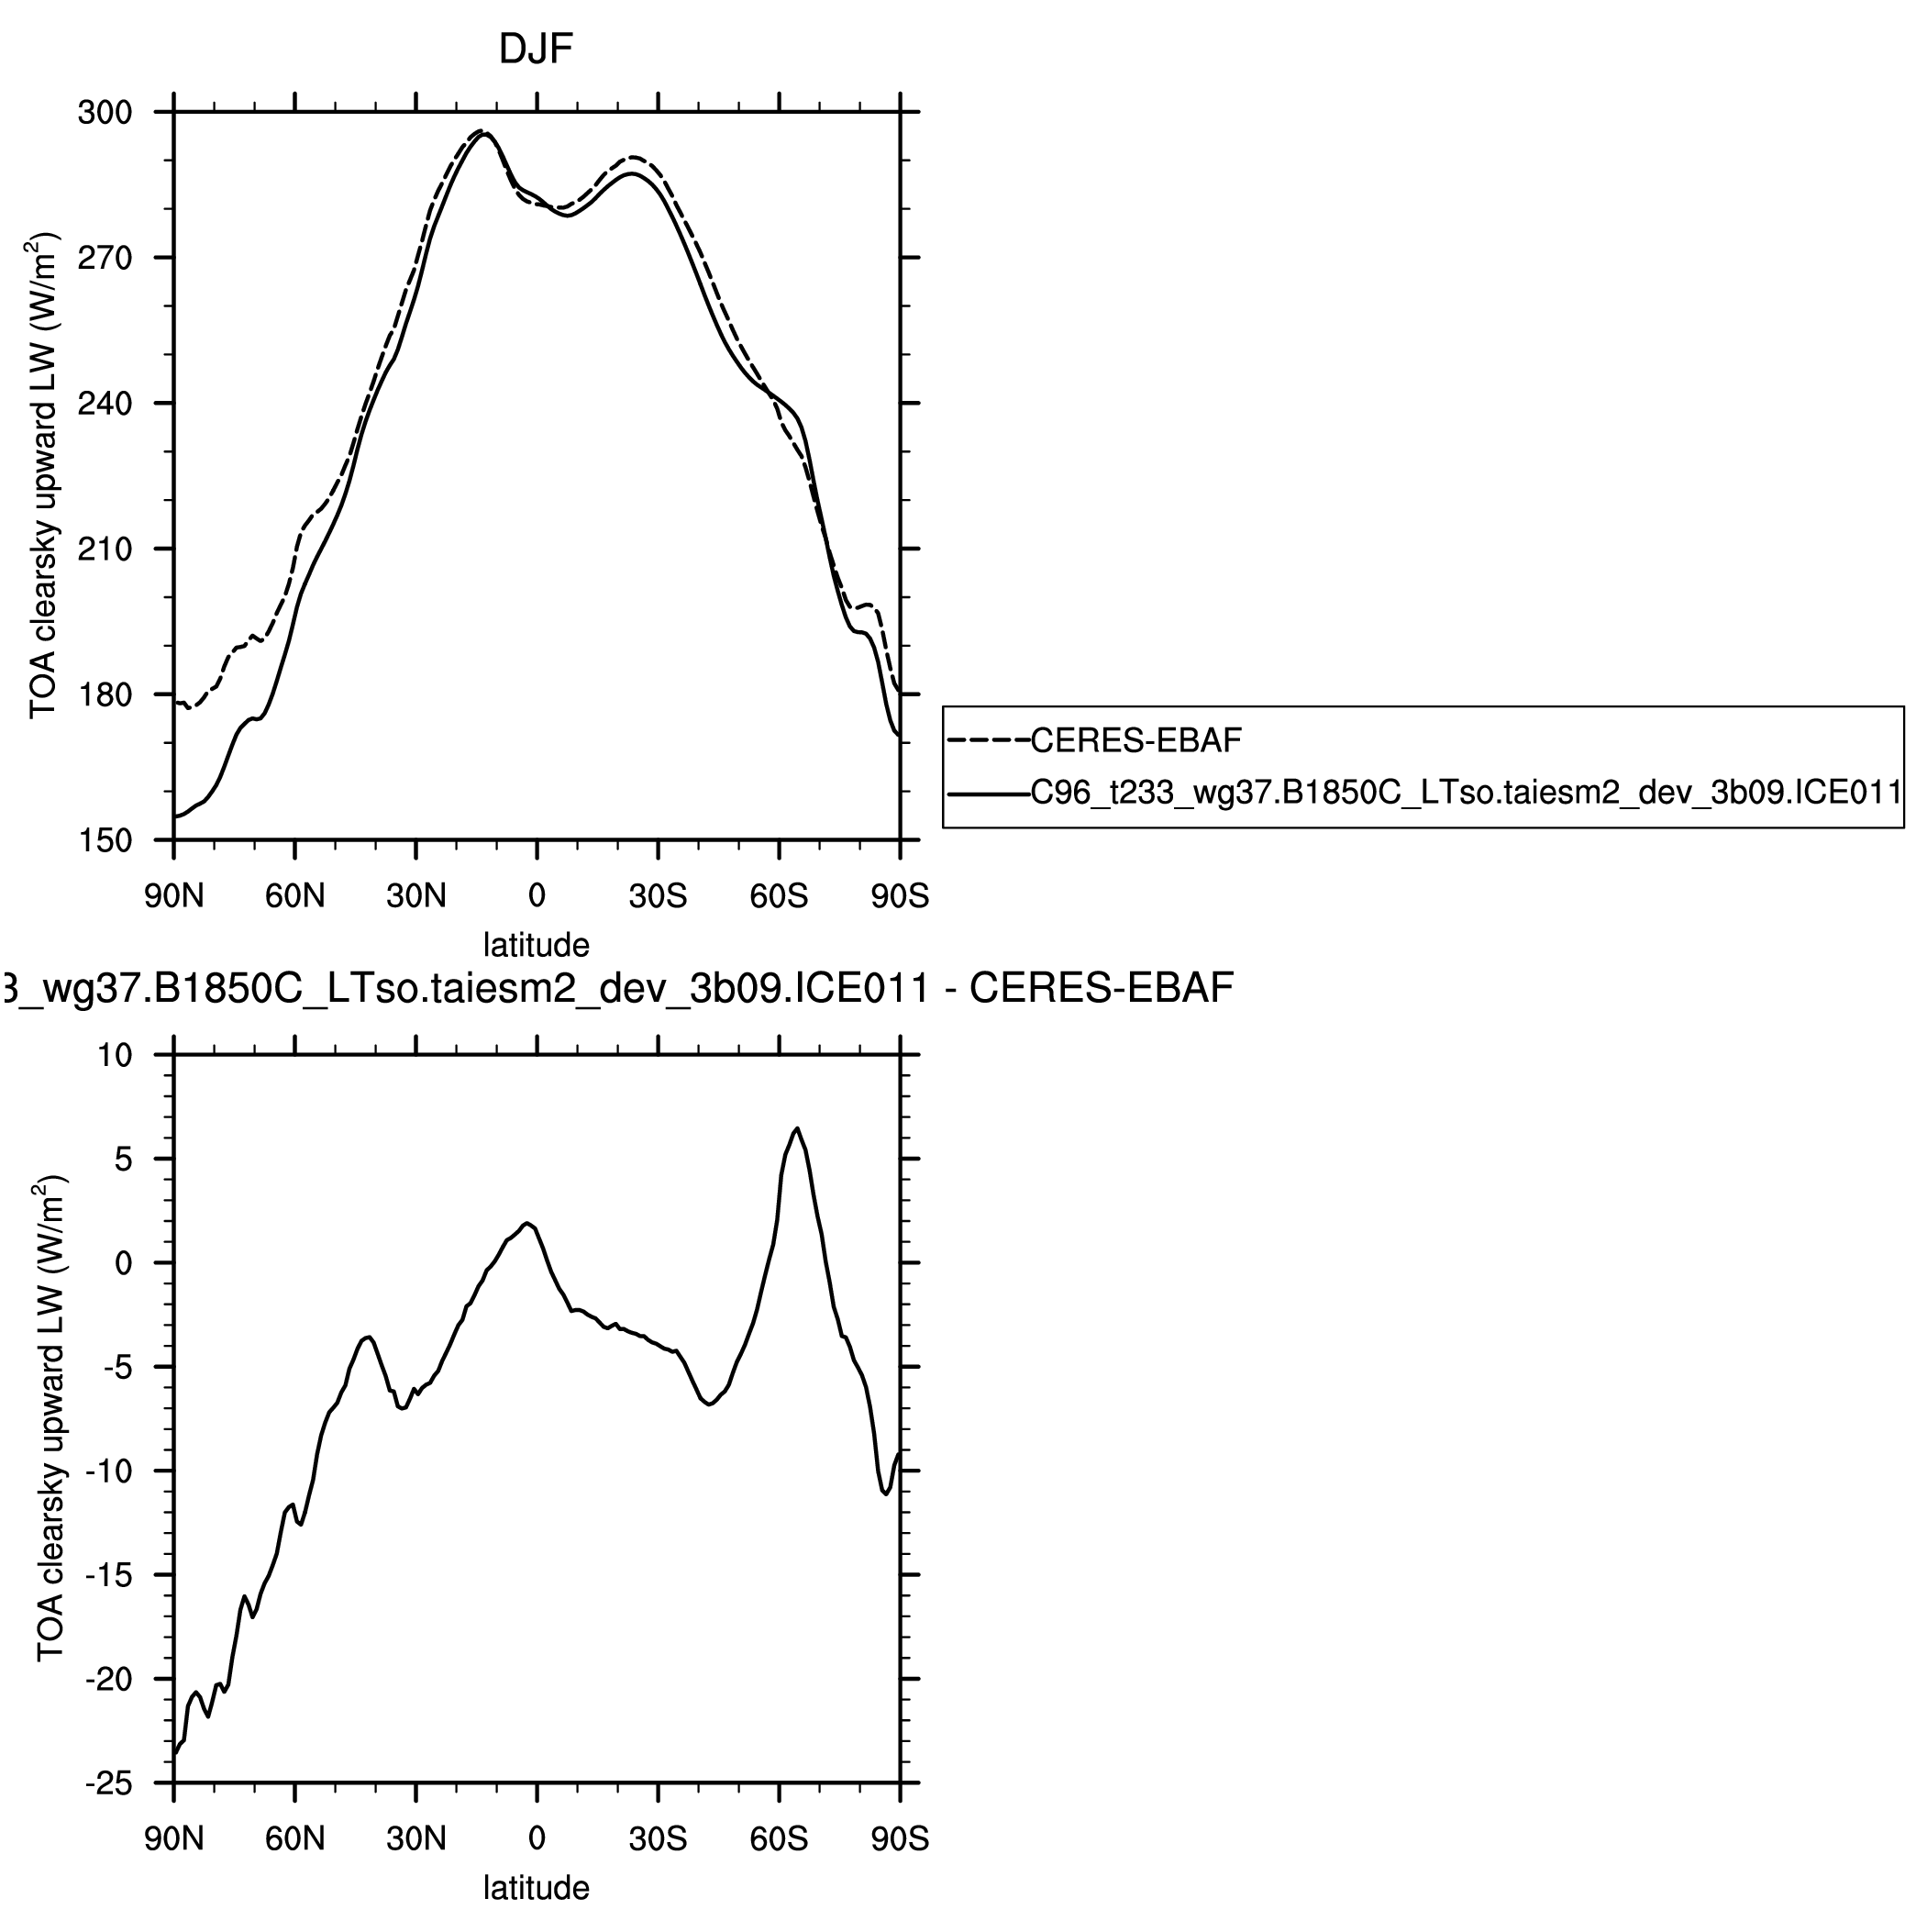 DJF
TOA clearsky upward LW (W/m²)
300
270
240
210
180
150
90N 60N 30N 0 30S 60S 90S
latitude
CERES-EBAF
C96_t233_wg37.B1850C_LTso.taiesm2_dev_3b09.ICE011
3_wg37.B1850C_LTso.taiesm2_dev_3b09.ICE011 - CERES-EBAF
TOA clearsky upward LW (W/m²)
10
5
0
-5
-10
-15
-20
-25
90N 60N 30N 0 30S 60S 90S
latitude